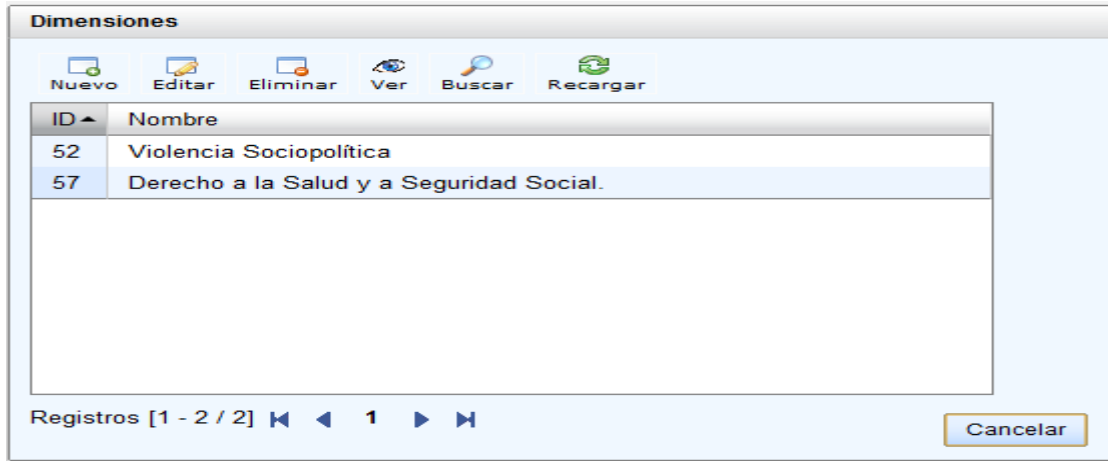 Dimensiones
Nuevo Editar Eliminar Ver Buscar Recargar
ID Nombre
52 Violencia Sociopolítica
57 Derecho a la Salud y a Seguridad Social.
Registros [1 - 2 / 2] 1
Cancelar